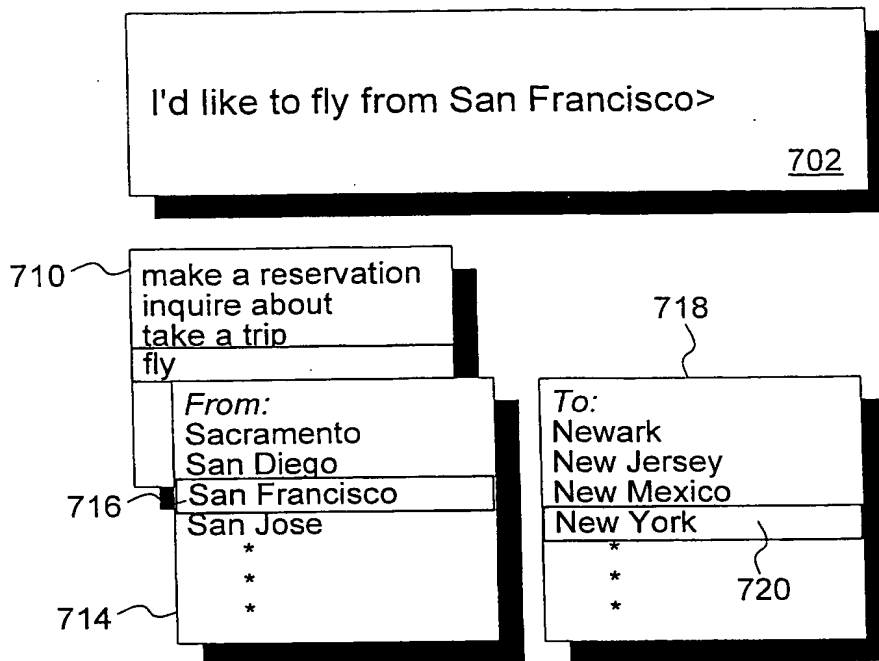 I'd like to fly from San Francisco>
702
710
make a reservation
inquire about
take a trip
fly
From:
Sacramento
San Diego
716
San Francisco
San Jose
*
*
*
714
718
To:
Newark
New Jersey
New Mexico
New York
*
*
*
720